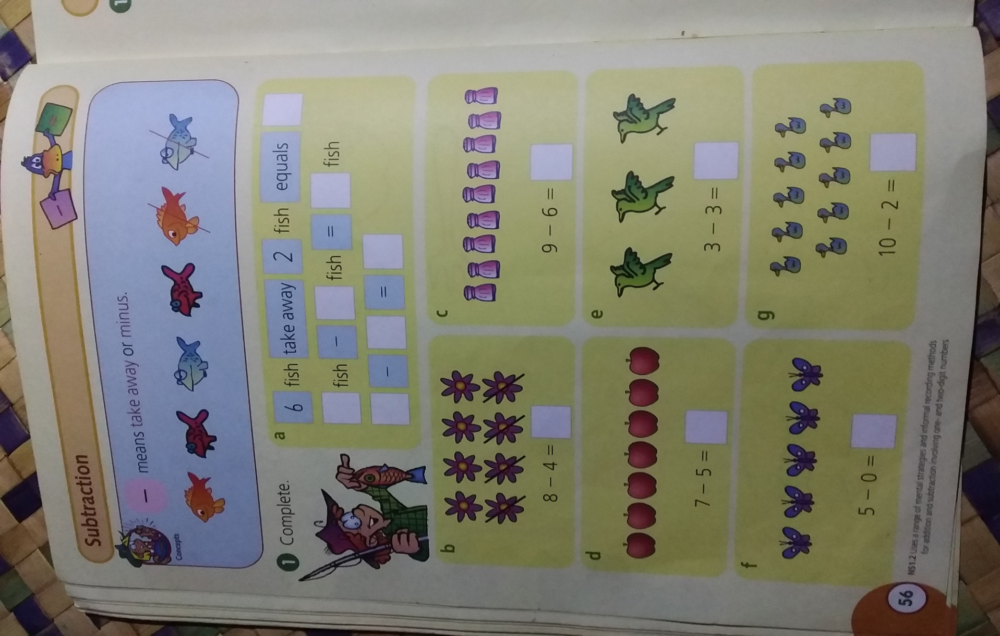 Subtraction
− =
Concepts
− means take away or minus.
1 Complete.
a
6 fish take away 2 fish equals
fish − fish = fish
− =
b
8 − 4 =
c
9 − 6 =
d
7 − 5 =
e
3 − 3 =
f
5 − 0 =
g
10 − 2 =
56
NS1.2 Uses a range of mental strategies and informal recording methods
for addition and subtraction involving one- and two-digit numbers
1